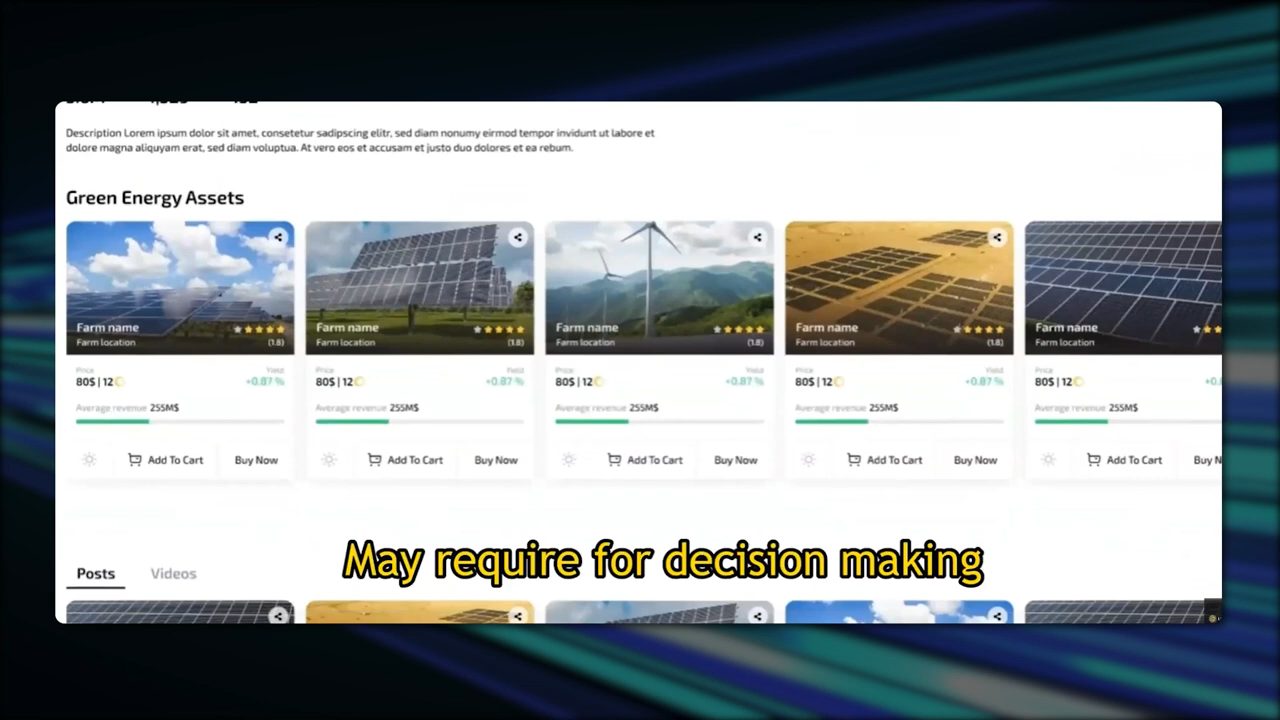 Description Lorem ipsum dolor sit amet, consetetur sadipscing elitr, sed diam nonumy eirmod tempor invidunt ut labore et
dolore magna aliquyam erat, sed diam voluptua. At vero eos et accusam et justo duo dolores et ea rebum.
Green Energy Assets
Farm name
Farm location (1.8)
Price Yield
80$ | 12 +0.87 %
Average revenue 255M$
Add To Cart Buy Now
Farm name
Farm location (1.8)
Price Yield
80$ | 12 +0.87 %
Average revenue 255M$
Add To Cart Buy Now
Farm name
Farm location (1.8)
Price Yield
80$ | 12 +0.87 %
Average revenue 255M$
Add To Cart Buy Now
Farm name
Farm location (1.8)
Price Yield
80$ | 12 +0.87 %
Average revenue 255M$
Add To Cart Buy Now
Farm name
Farm location
Price
80$ | 12
Average revenue 255M$
Add To Cart Buy N
May require for decision making
Posts Videos